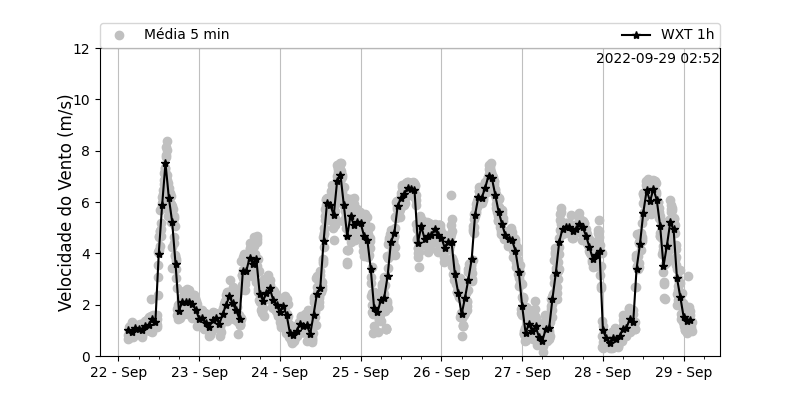 Média 5 min
WXT 1h
2022-09-29 02:52
Velocidade do Vento (m/s)
12
10
8
6
4
2
0
22 - Sep
23 - Sep
24 - Sep
25 - Sep
26 - Sep
27 - Sep
28 - Sep
29 - Sep